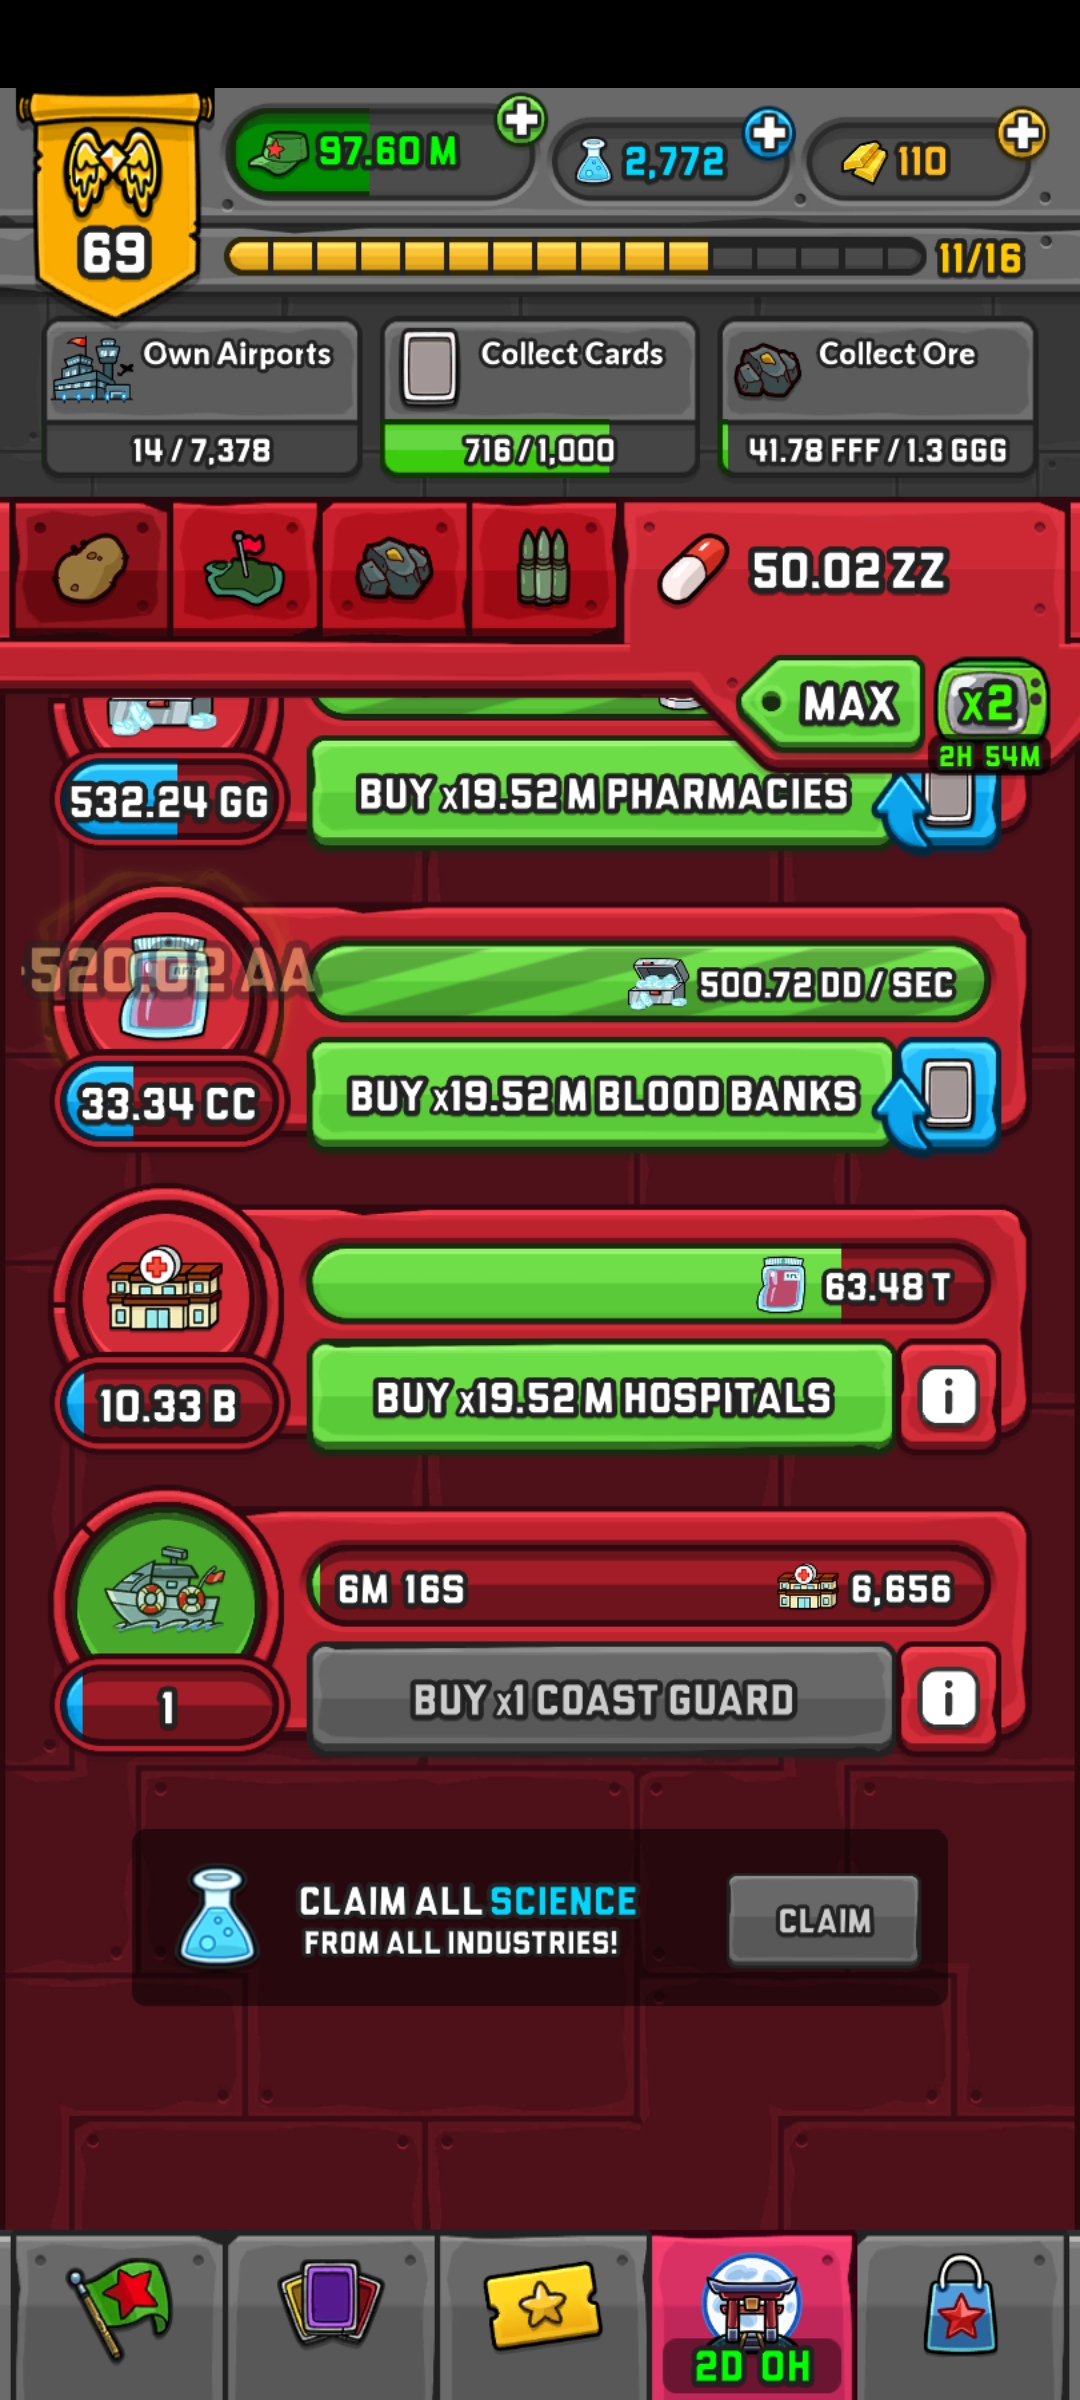 97.60 M
2,772
110
69
11/16
Own Airports
14 / 7,378
Collect Cards
716 / 1,000
Collect Ore
41.78 FFF / 1.3 GGG
50.02 ZZ
MAX
x2
2H 54M
532.24 GG
BUY x19.52 M PHARMACIES
-520.02 AA
500.72 DD / SEC
33.34 CC
BUY x19.52 M BLOOD BANKS
63.48 T
10.33 B
BUY x19.52 M HOSPITALS
i
6M 16S
6,656
1
BUY x1 COAST GUARD
i
CLAIM ALL SCIENCE
FROM ALL INDUSTRIES!
CLAIM
2D 0H